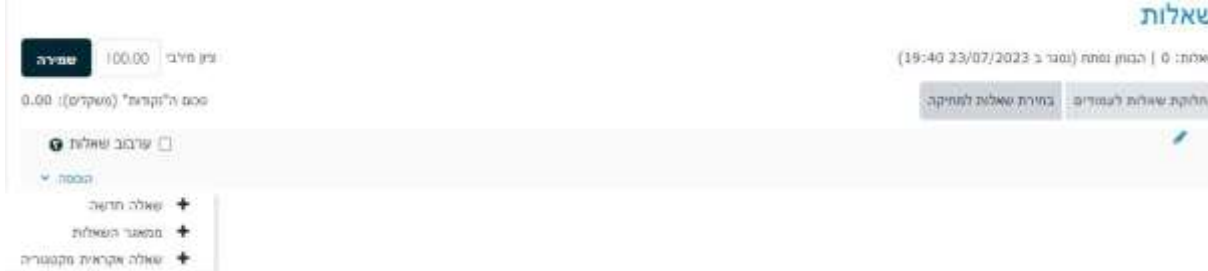 שאלות
אלות: 0 | הבוחן נפתח (נסגר ב 23/07/2023 19:40)
ציון מירבי 100.00 שמירה
חלוקת שאלות לעמודים בחירת שאלות למחיקה
סכום ה"נקודות" (משקלים): 0.00
ערבוב שאלות
הוספה
שאלה חדשה
ממאגר השאלות
שאלה אקראית מקטגוריה